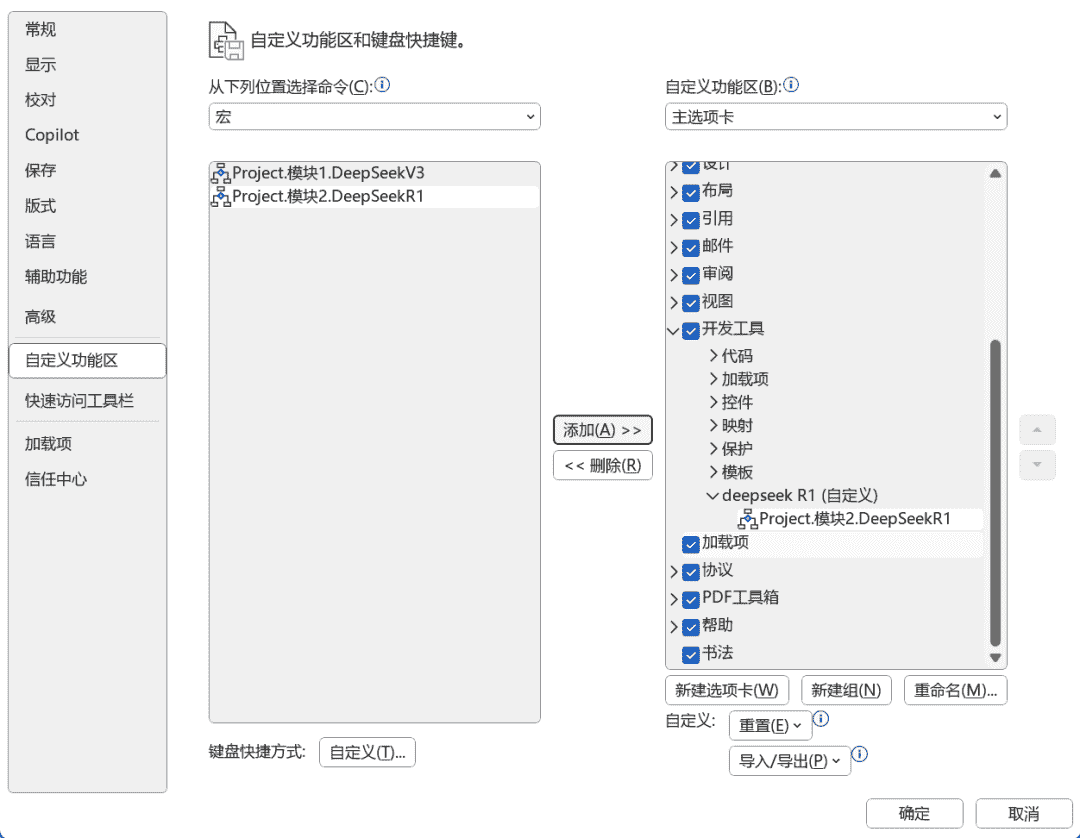 常规
显示
校对
Copilot
保存
版式
语言
辅助功能
高级
自定义功能区
快速访问工具栏
加载项
信任中心
自定义功能区和键盘快捷键。
从下列位置选择命令(C):
宏
Project.模块1.DeepSeekV3
Project.模块2.DeepSeekR1
键盘快捷方式: 自定义(T)...
添加(A) >>
<< 删除(R)
自定义功能区(B):
主选项卡
设计
布局
引用
邮件
审阅
视图
开发工具
代码
加载项
控件
映射
保护
模板
deepseek R1 (自定义)
Project.模块2.DeepSeekR1
加载项
协议
PDF工具箱
帮助
书法
新建选项卡(W) 新建组(N) 重命名(M)...
自定义: 重置(E)
导入/导出(P)
确定 取消